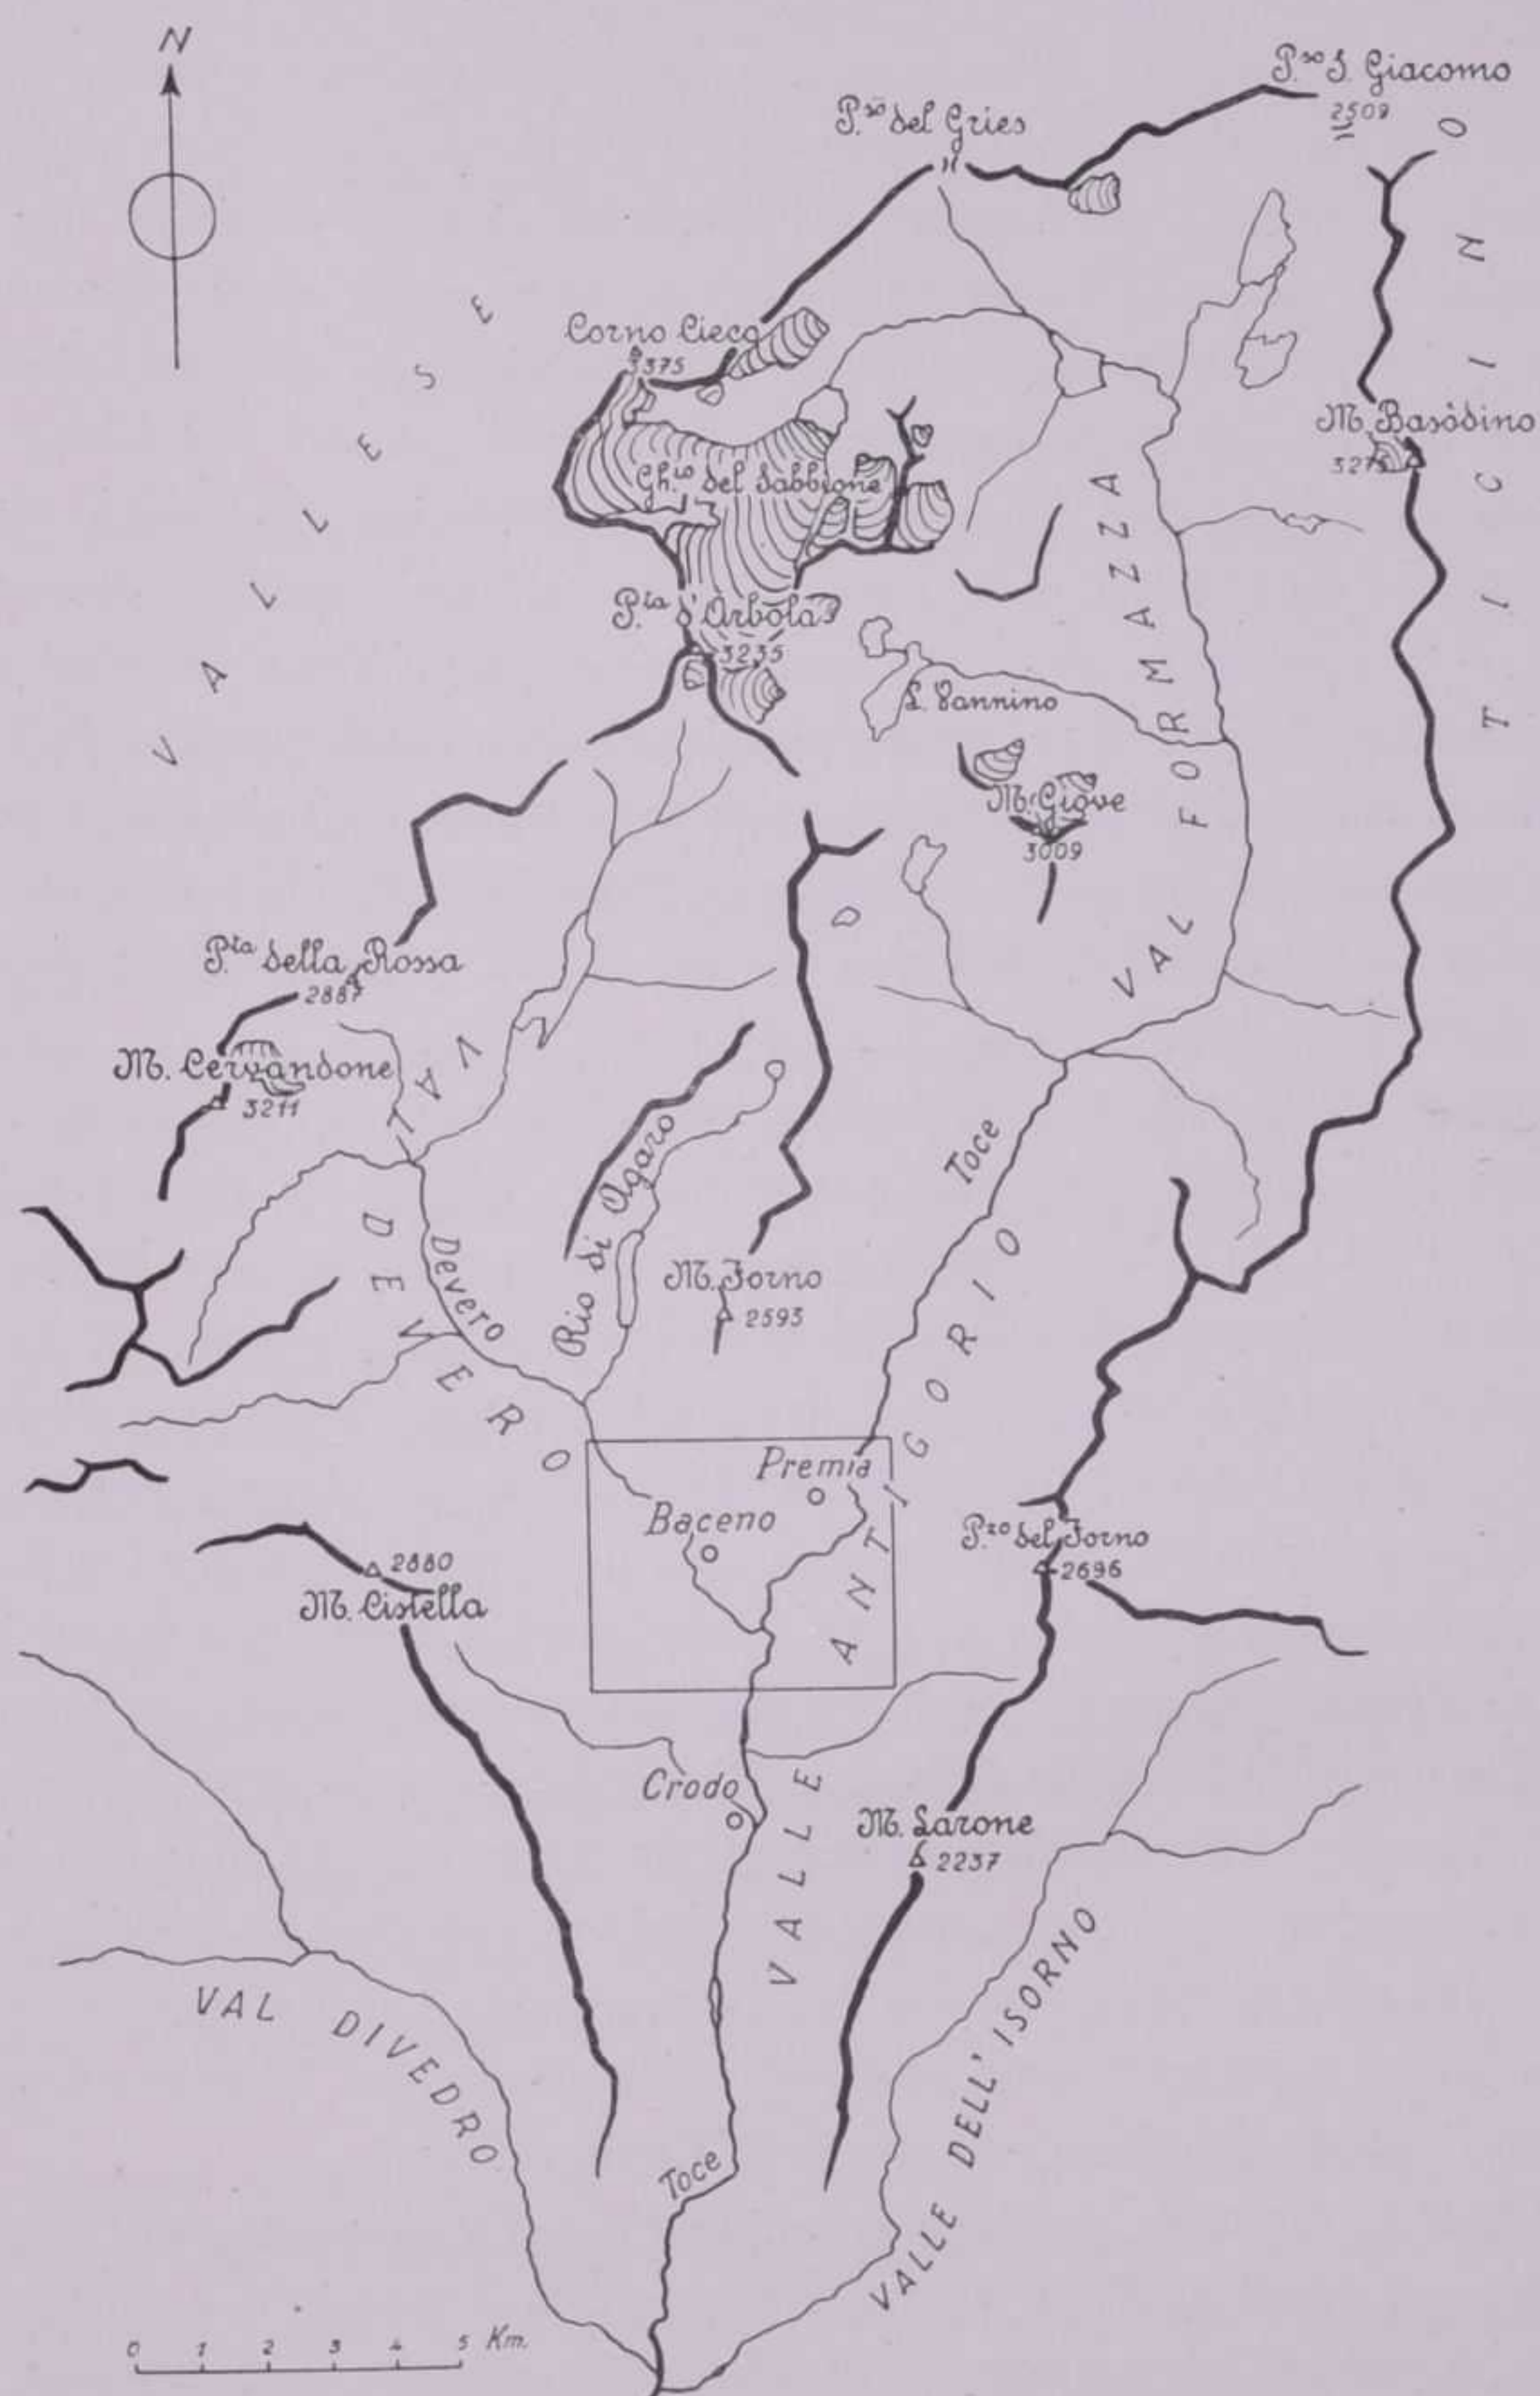 N
P.so S. Giacomo
2509
P.so del Gries
TICINO
VALLESE
Corno Cieco
3375
M. Basòdino
Gh.io del Sabbione
P.ta d'Arbola
3235
L. Vannino
VAL FORMAZZA
M. Giove
3009
P.ta della Rossa
2887
M. Cervandone
3211
VAL DEVERO
Devero
Rio di Agaro
Toce
M. Forno
2593
Premia
Baceno
VALLE ANTIGORIO
P.zo del Forno
2696
2880
M. Cistella
Crodo
M. Larone
2237
VAL DIVEDRO
VALLE DELL'ISORNO
Toce
0 1 2 3 4 5 Km.